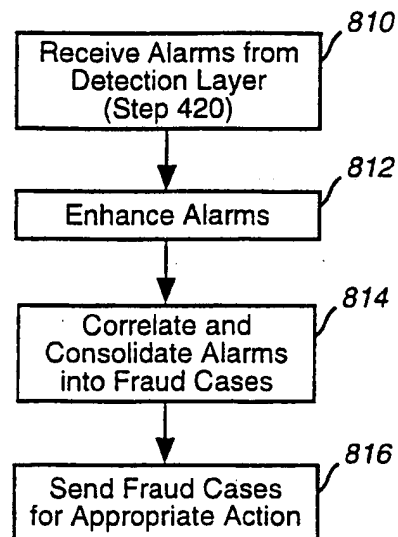 810
Receive Alarms from
Detection Layer
(Step 420)
812
Enhance Alarms
814
Correlate and
Consolidate Alarms
into Fraud Cases
816
Send Fraud Cases
for Appropriate Action